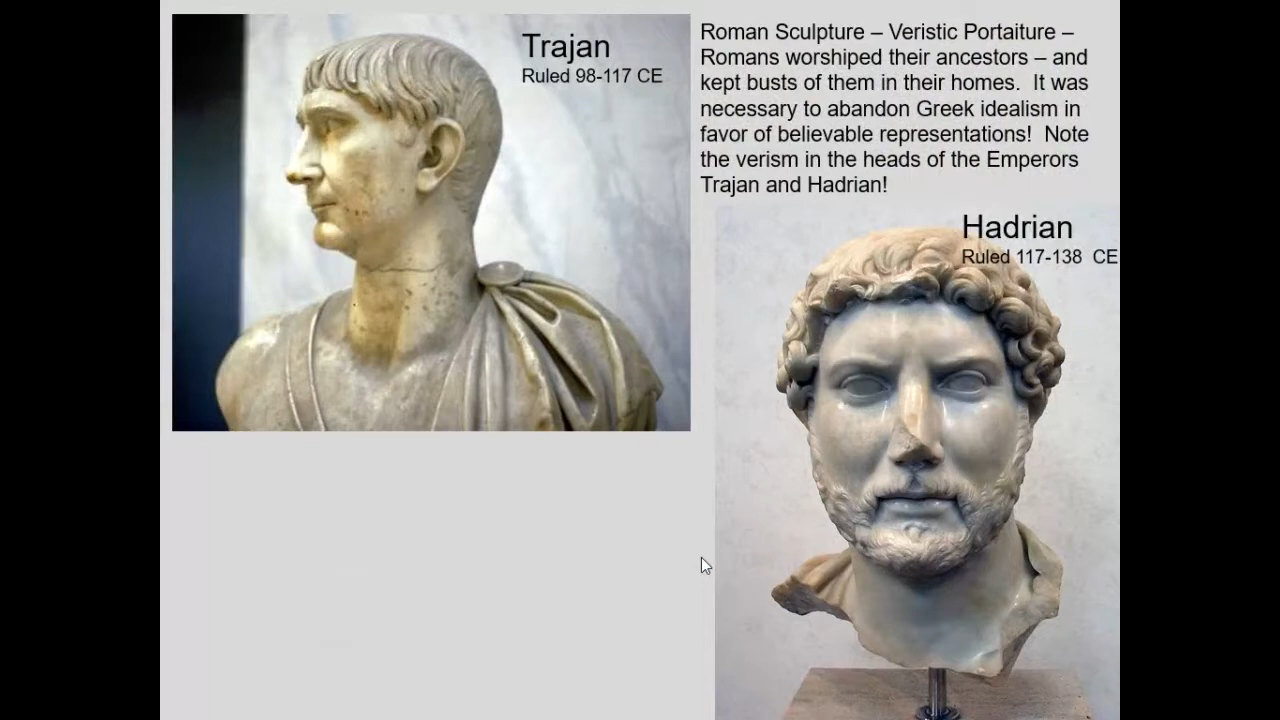 Trajan
Ruled 98-117 CE
Roman Sculpture – Veristic Portaiture –
Romans worshiped their ancestors – and
kept busts of them in their homes.  It was
necessary to abandon Greek idealism in
favor of believable representations!  Note
the verism in the heads of the Emperors
Trajan and Hadrian!
Hadrian
Ruled 117-138  CE